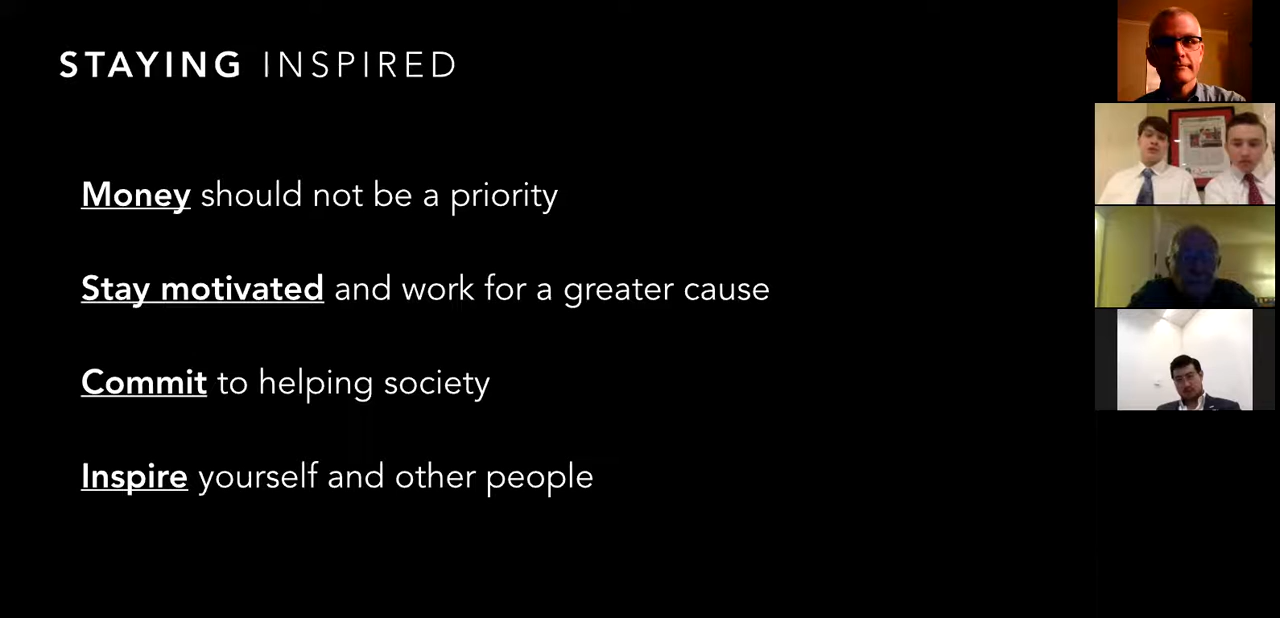 STAYING INSPIRED
Money should not be a priority
Stay motivated and work for a greater cause
Commit to helping society
Inspire yourself and other people